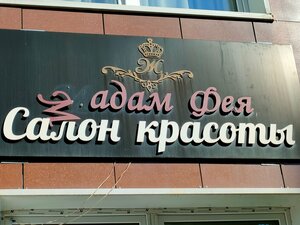 Ж
Мадам Фея
Салон красоты